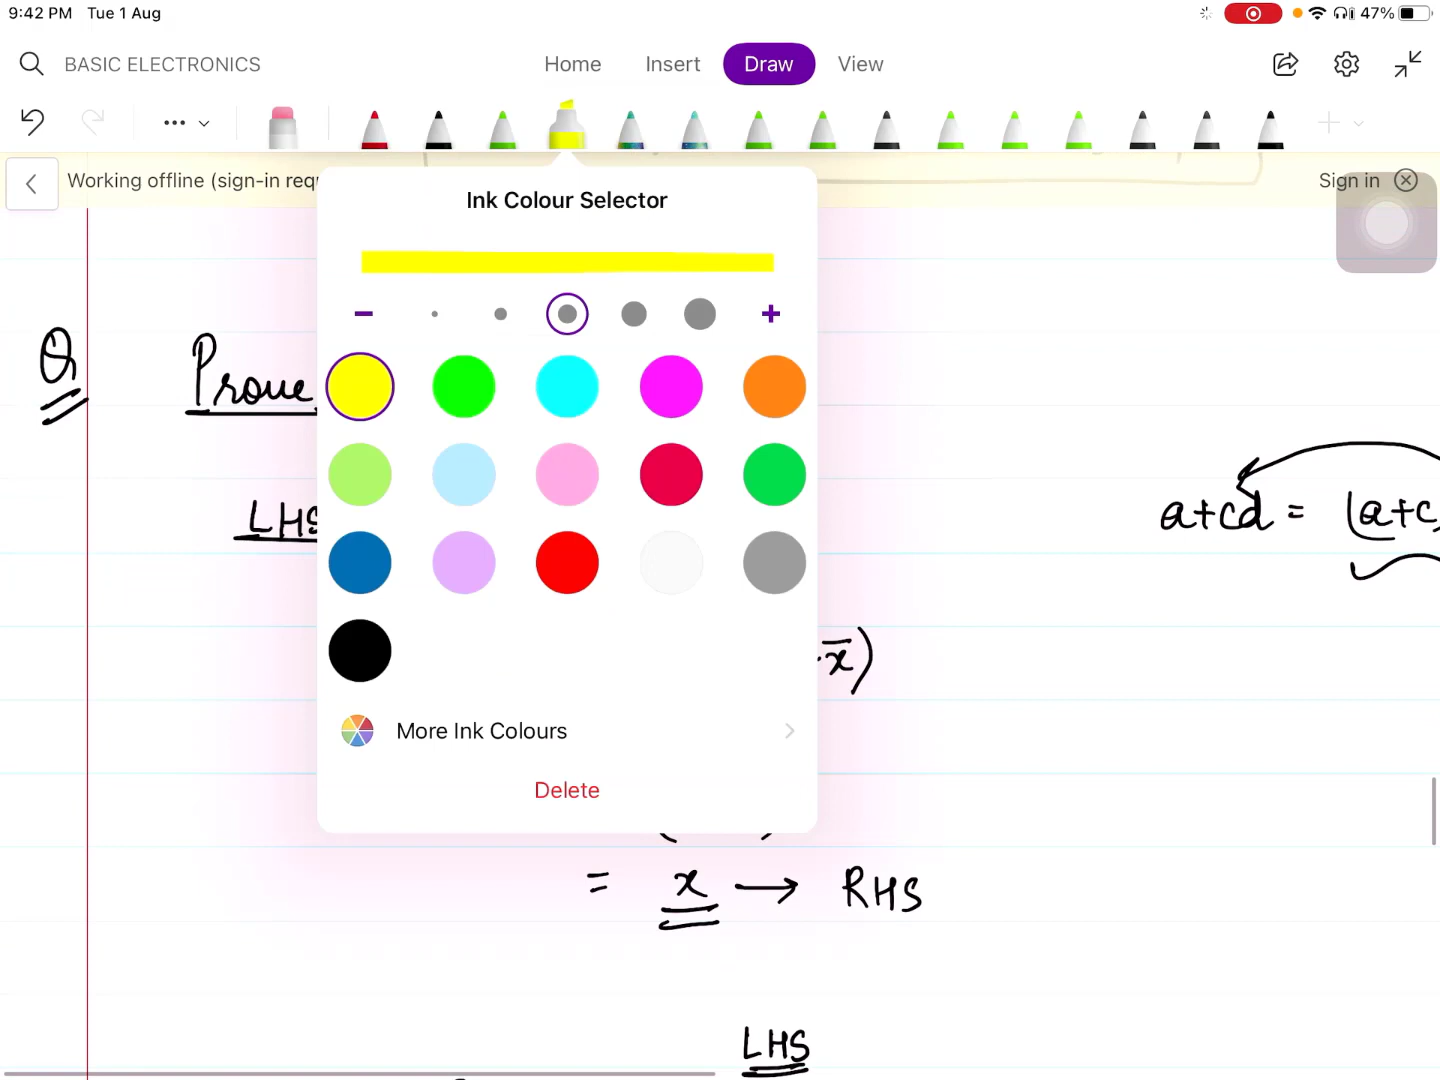 9:42 PM Tue 1 Aug 47%
BASIC ELECTRONICS Home Insert Draw View
Working offline (sign-in Sign in
Ink Colour Selector
Q Prove
LHS
a+cd = (a+c
.x̅)
More Ink Colours
Delete
= x → RHS
LHS